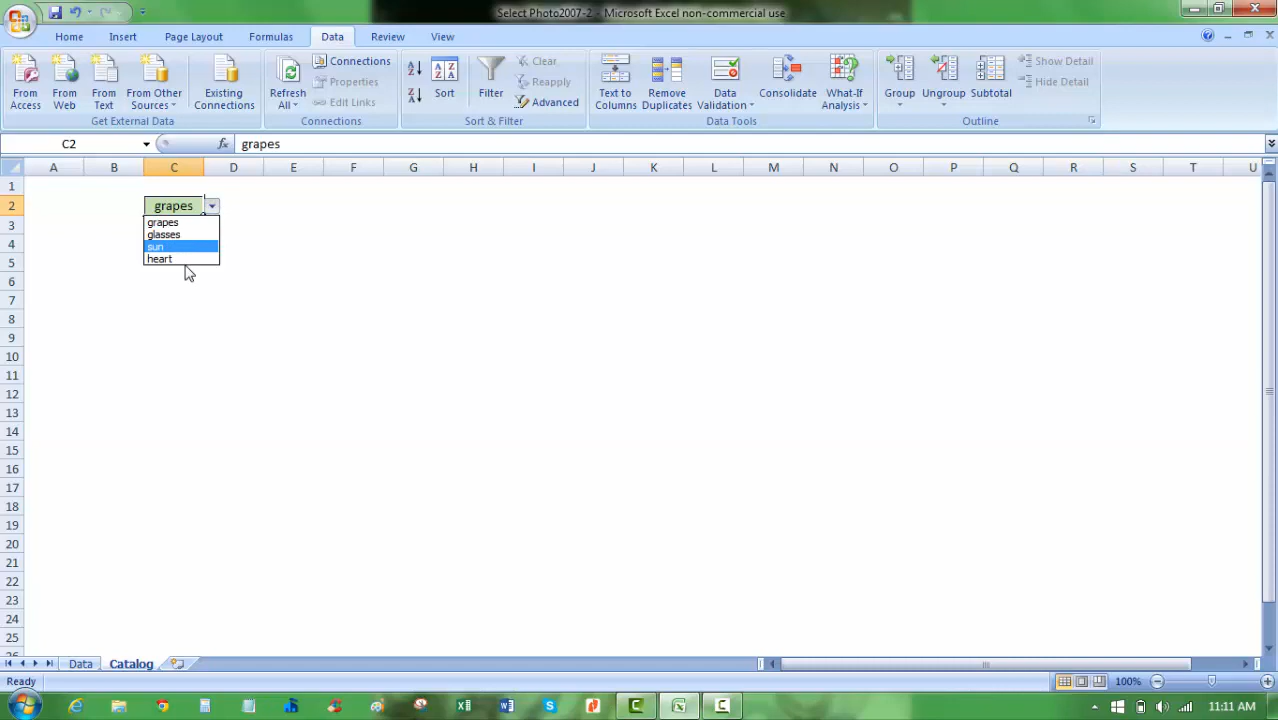 Select Photo2007-2 - Microsoft Excel non-commercial use
Home Insert Page Layout Formulas Data Review View
From Access From Web From Text From Other Sources Existing Connections
Get External Data
Refresh All Connections Properties Edit Links
Connections
Sort Filter Clear Reapply Advanced
Sort & Filter
Text to Columns Remove Duplicates Data Validation Consolidate What-If Analysis
Data Tools
Group Ungroup Subtotal Show Detail Hide Detail
Outline
C2 fx grapes
A B C D E F G H I J K L M N O P Q R S T U
1
2 grapes
3 grapes
glasses
4 sun
5 heart
6
7
8
9
10
11
12
13
14
15
16
17
18
19
20
21
22
23
24
25
Data Catalog
Ready 100%
11:11 AM